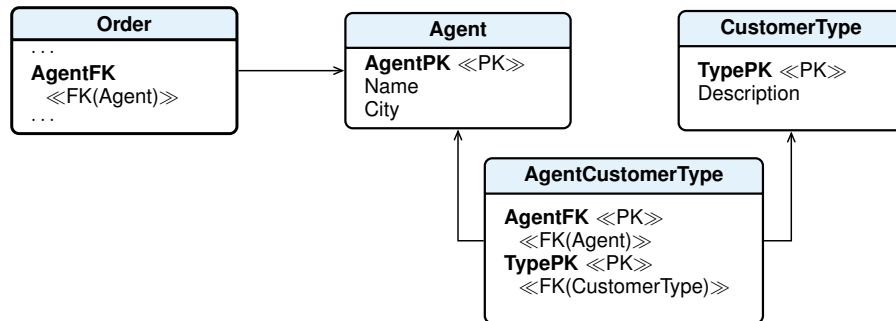 Order
. . .
AgentFK
≪FK(Agent)≫
. . .
Agent
AgentPK ≪PK≫
Name
City
CustomerType
TypePK ≪PK≫
Description
AgentCustomerType
AgentFK ≪PK≫
≪FK(Agent)≫
TypePK ≪PK≫
≪FK(CustomerType)≫